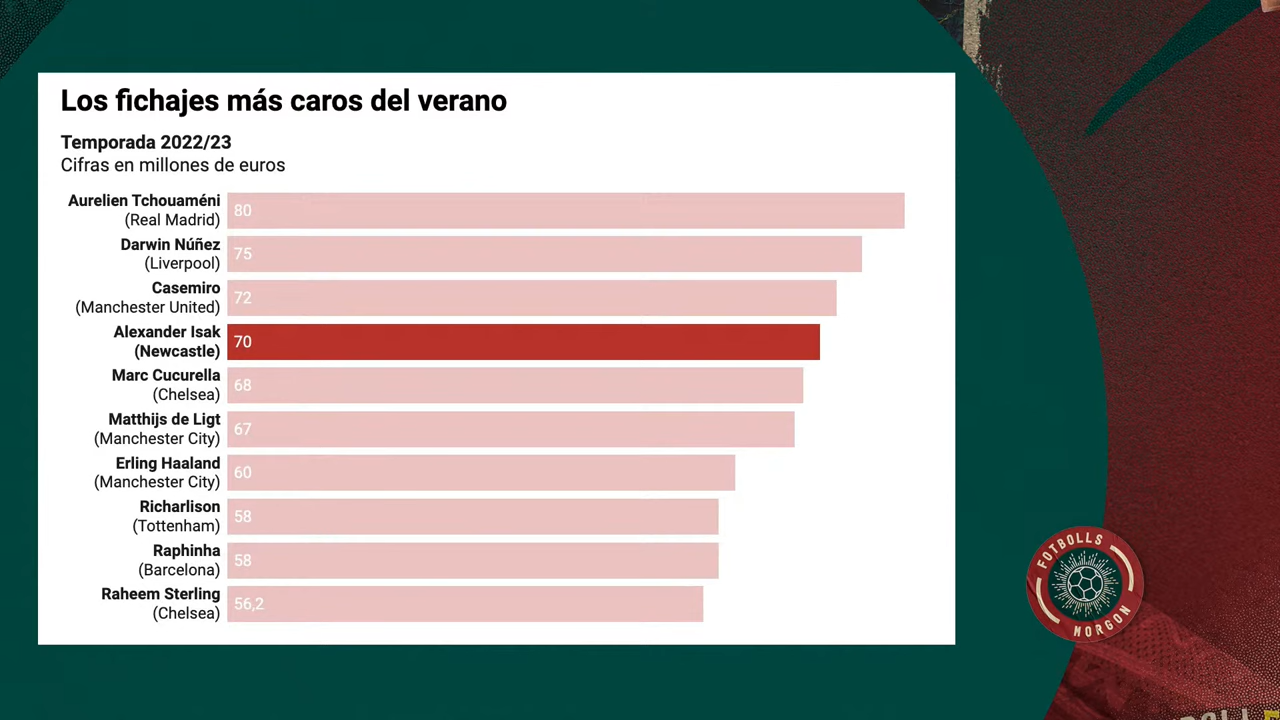 Los fichajes más caros del verano
Temporada 2022/23
Cifras en millones de euros
Aurelien Tchouaméni
(Real Madrid)
80
Darwin Núñez
(Liverpool)
75
Casemiro
(Manchester United)
72
Alexander Isak
(Newcastle)
70
Marc Cucurella
(Chelsea)
68
Matthijs de Ligt
(Manchester City)
67
Erling Haaland
(Manchester City)
60
Richarlison
(Tottenham)
58
Raphinha
(Barcelona)
58
Raheem Sterling
(Chelsea)
56,2
FOTBOLLS
MORGON